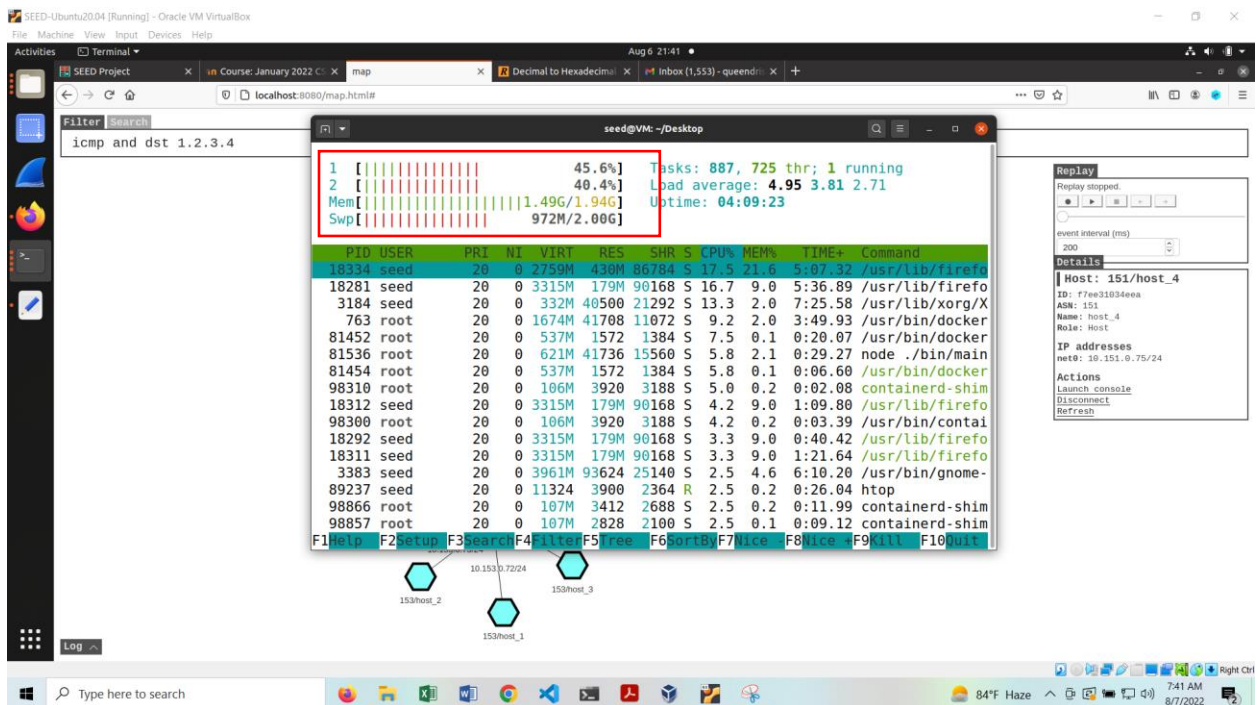 SEED-Ubuntu20.04 [Running] - Oracle VM VirtualBox
File Machine View Input Devices Help
Activities Terminal Aug 6 21:41
SEED Project Course: January 2022 CS map Decimal to Hexadecimal Inbox (1,553) - queendri
localhost:8080/map.html#
Filter Search
icmp and dst 1.2.3.4
seed@VM: ~/Desktop
1 [||||||||||||||||| 45.6%] Tasks: 887, 725 thr; 1 running
2 [||||||||||||||||| 40.4%] Load average: 4.95 3.81 2.71
Mem[||||||||||||||||||||||1.49G/1.94G] Uptime: 04:09:23
Swp[||||||||||||||||| 972M/2.00G]
PID USER PRI NI VIRT RES SHR S CPU% MEM% TIME+ Command
18334 seed 20 0 2759M 430M 86784 S 17.5 21.6 5:07.32 /usr/lib/firefo
18281 seed 20 0 3315M 179M 90168 S 16.7 9.0 5:36.89 /usr/lib/firefo
3184 seed 20 0 332M 40500 21292 S 13.3 2.0 7:25.58 /usr/lib/xorg/X
763 root 20 0 1674M 41708 11072 S 9.2 2.0 3:49.93 /usr/bin/docker
81452 root 20 0 537M 1572 1384 S 7.5 0.1 0:20.07 /usr/bin/docker
81536 root 20 0 621M 41736 15560 S 5.8 2.1 0:29.27 node ./bin/main
81454 root 20 0 537M 1572 1384 S 5.8 0.1 0:06.60 /usr/bin/docker
98310 root 20 0 106M 3920 3188 S 5.0 0.2 0:02.08 containerd-shim
18312 seed 20 0 3315M 179M 90168 S 4.2 9.0 1:09.80 /usr/lib/firefo
98300 root 20 0 106M 3920 3188 S 4.2 0.2 0:03.39 /usr/bin/contai
18292 seed 20 0 3315M 179M 90168 S 3.3 9.0 0:40.42 /usr/lib/firefo
18311 seed 20 0 3315M 179M 90168 S 3.3 9.0 1:21.64 /usr/lib/firefo
3383 seed 20 0 3961M 93624 25140 S 2.5 4.6 6:10.20 /usr/bin/gnome-
89237 seed 20 0 11324 3900 2364 R 2.5 0.2 0:26.04 htop
98866 root 20 0 107M 3412 2688 S 2.5 0.2 0:11.99 containerd-shim
98857 root 20 0 107M 2828 2100 S 2.5 0.1 0:09.12 containerd-shim
F1Help F2Setup F3SearchF4FilterF5Tree F6SortByF7Nice -F8Nice +F9Kill F10Quit
Replay
Replay stopped.
event interval (ms)
200
Details
Host: 151/host_4
ID: f7ee31034eea
ASN: 151
Name: host_4
Role: Host
IP addresses
net0: 10.151.0.75/24
Actions
Launch console
Disconnect
Refresh
10.153.0.72/24
153/host_2
153/host_3
153/host_1
Log
Right Ctrl
Type here to search
84°F Haze
7:41 AM
8/7/2022